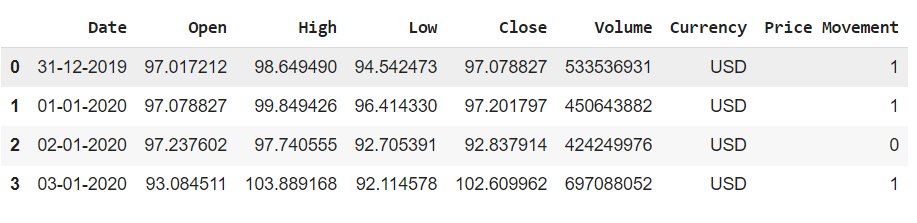 Date Open High Low Close Volume Currency Price Movement
0 31-12-2019 97.017212 98.649490 94.542473 97.078827 533536931 USD 1
1 01-01-2020 97.078827 99.849426 96.414330 97.201797 450643882 USD 1
2 02-01-2020 97.237602 97.740555 92.705391 92.837914 424249976 USD 0
3 03-01-2020 93.084511 103.889168 92.114578 102.609962 697088052 USD 1